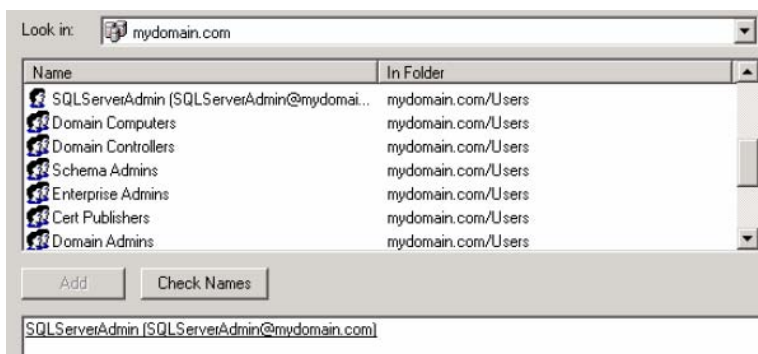 Look in: mydomain.com
Name In Folder
SQLServerAdmin (SQLServerAdmin@mydomai... mydomain.com/Users
Domain Computers mydomain.com/Users
Domain Controllers mydomain.com/Users
Schema Admins mydomain.com/Users
Enterprise Admins mydomain.com/Users
Cert Publishers mydomain.com/Users
Domain Admins mydomain.com/Users
Add Check Names
SQLServerAdmin (SQLServerAdmin@mydomain.com)